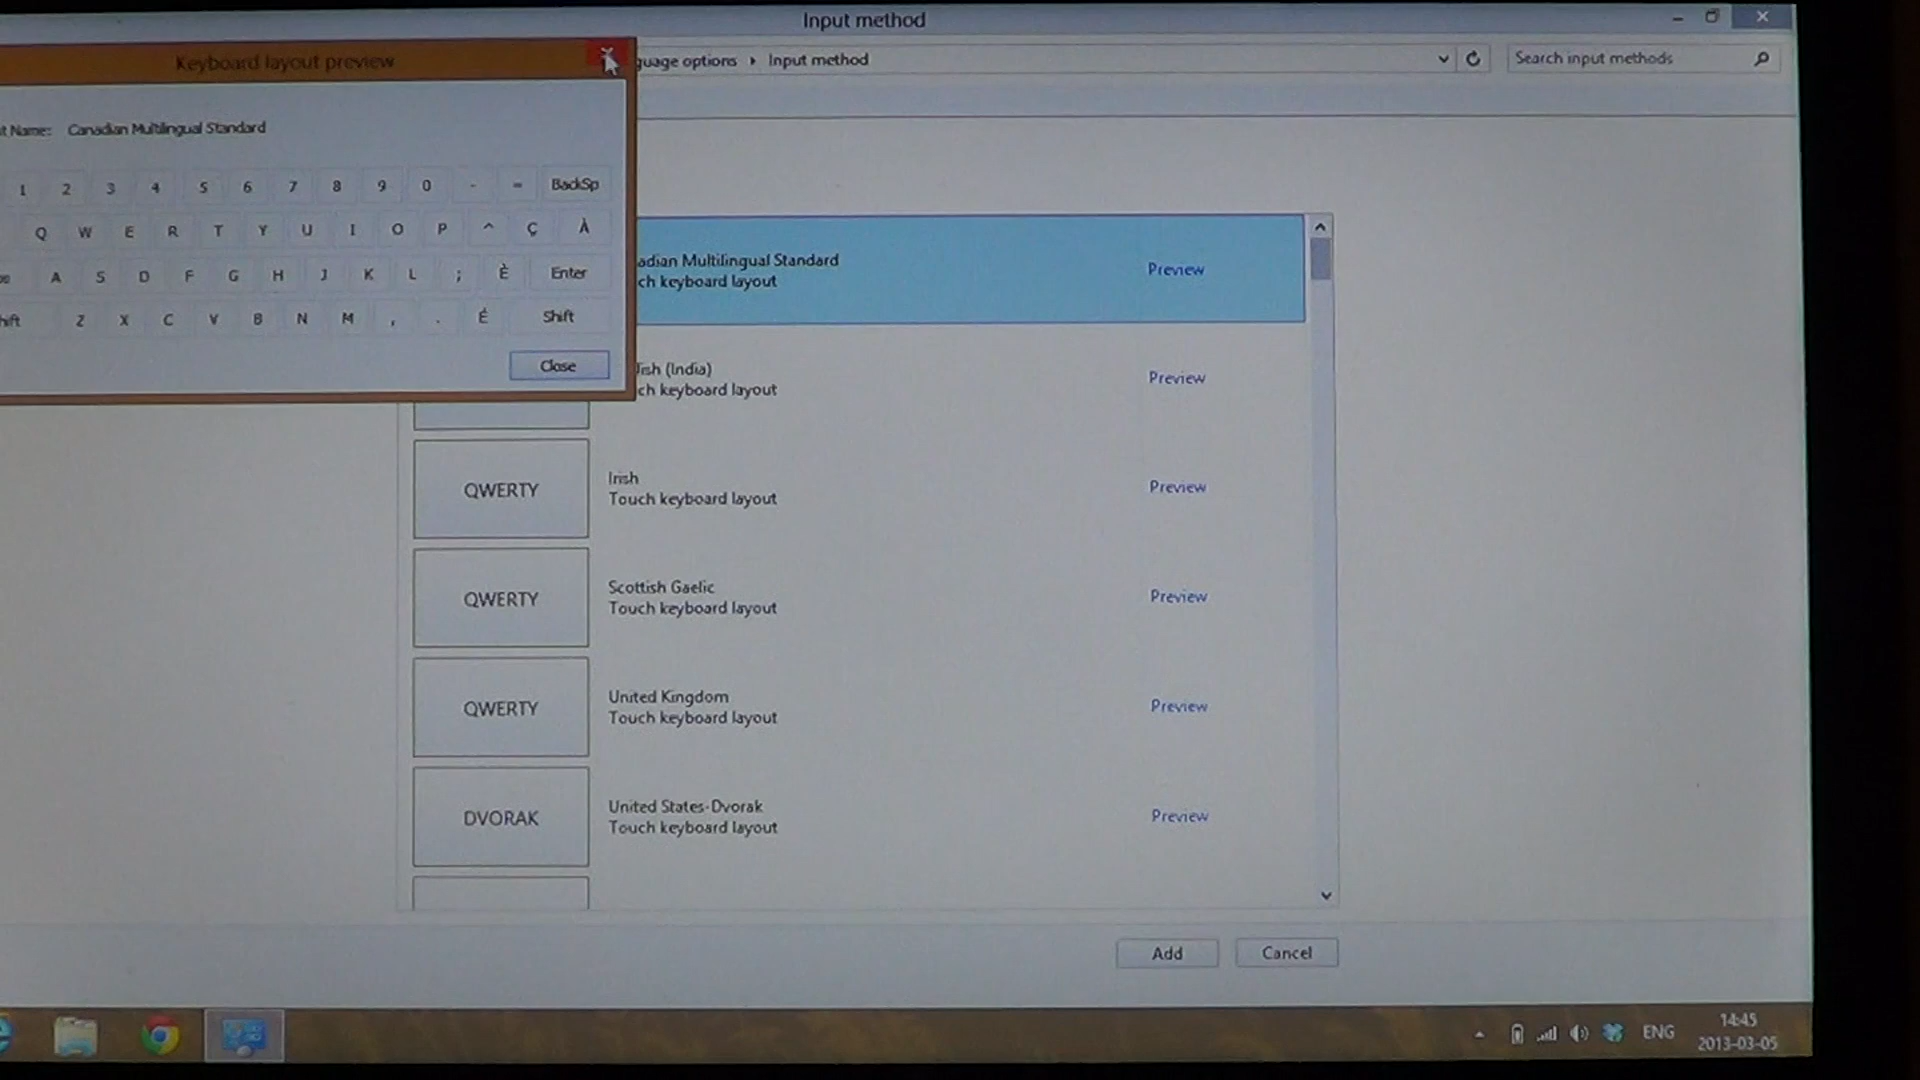 Input method
Keyboard layout preview
guage options ▸ Input method
Search input methods
t Name: Canadian Multilingual Standard
1 2 3 4 5 6 7 8 9 0 - = BackSp
Q W E R T Y U I O P ^ Ç À
A S D F G H J K L ; È Enter
hift Z X C V B N M , . É Shift
Close
adian Multilingual Standard
ch keyboard layout
Preview
lish (India)
ch keyboard layout
Preview
QWERTY
Irish
Touch keyboard layout
Preview
QWERTY
Scottish Gaelic
Touch keyboard layout
Preview
QWERTY
United Kingdom
Touch keyboard layout
Preview
DVORAK
United States-Dvorak
Touch keyboard layout
Preview
Add
Cancel
ENG
14:45
2013-03-05